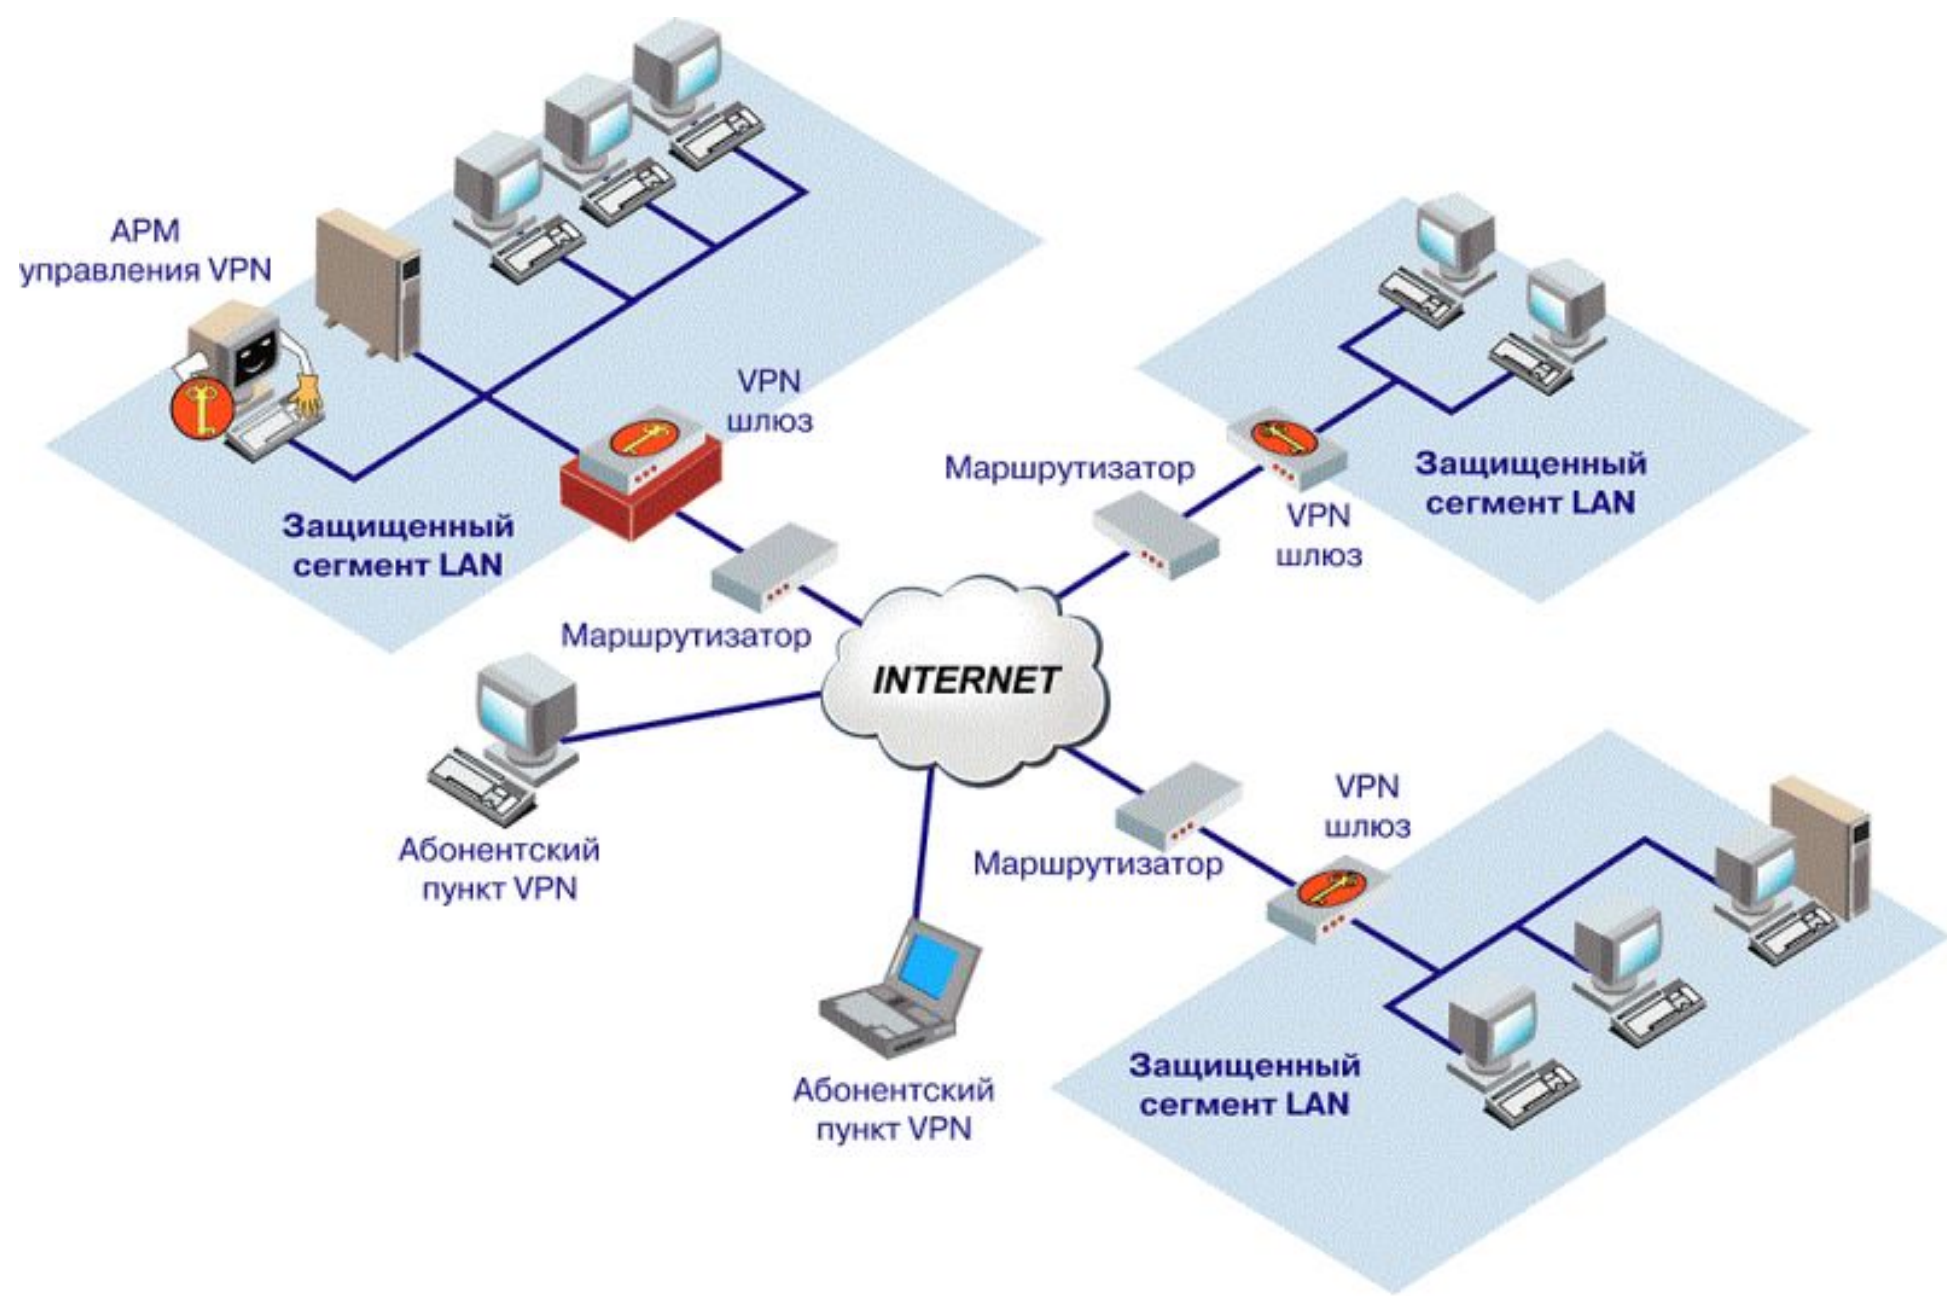 АРМ
управления VPN
VPN
шлюз
Защищенный
сегмент LAN
Маршрутизатор
Маршрутизатор
VPN
шлюз
Защищенный
сегмент LAN
INTERNET
Абонентский
пункт VPN
Маршрутизатор
VPN
шлюз
Абонентский
пункт VPN
Защищенный
сегмент LAN